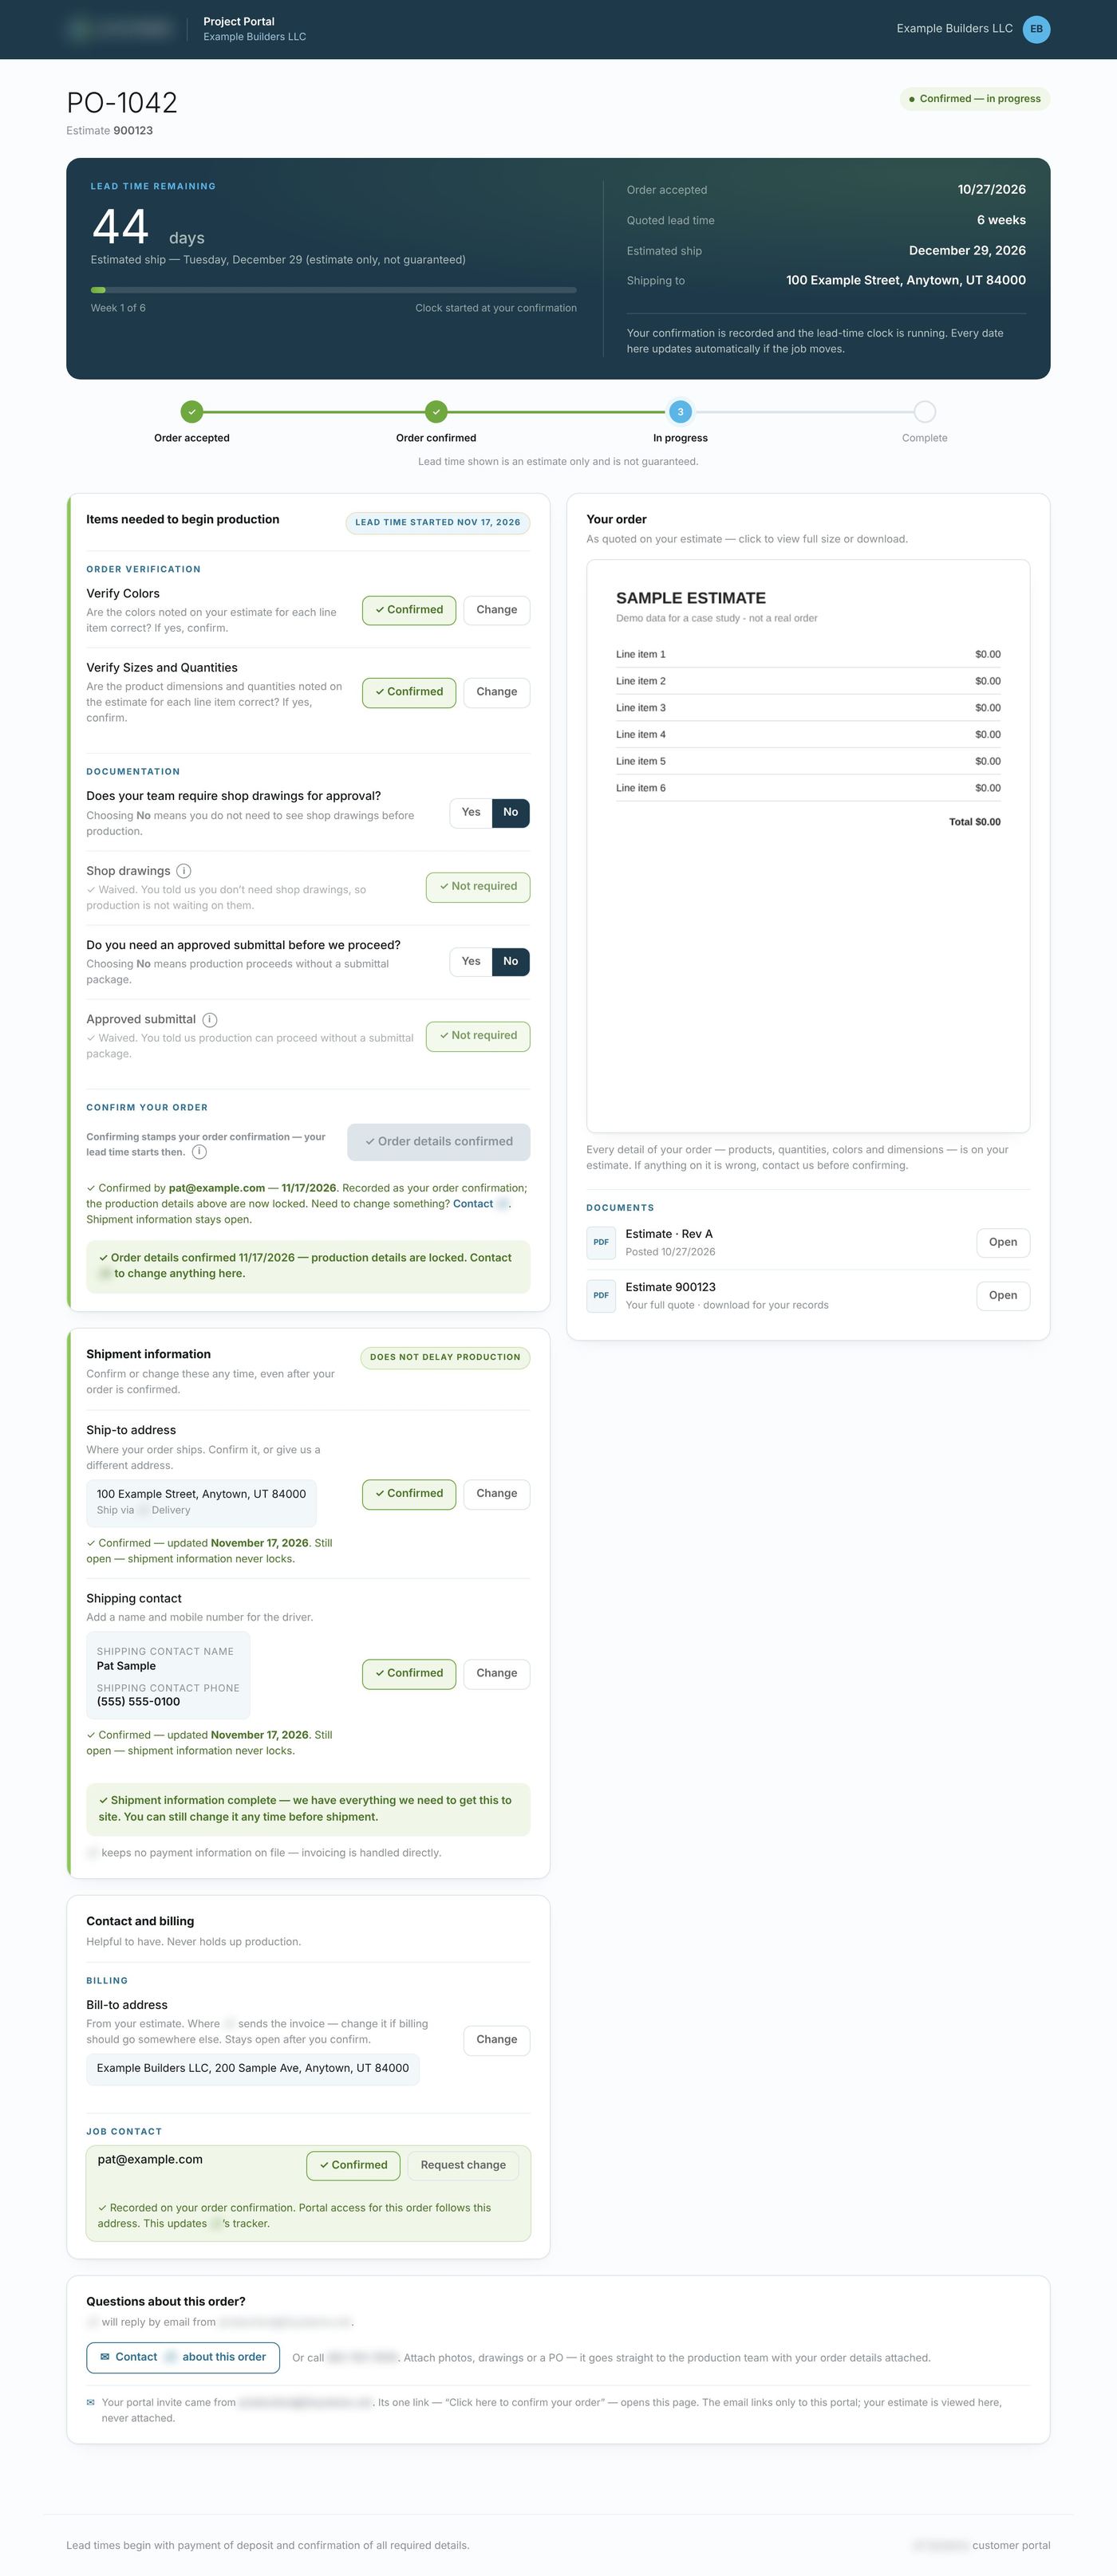 Project Portal
Example Builders LLC
Example Builders LLC
EB
PO-1042
Estimate 900123
Confirmed — in progress
LEAD TIME REMAINING
44 days
Estimated ship — Tuesday, December 29 (estimate only, not guaranteed)
Week 1 of 6
Clock started at your confirmation
Order accepted
10/27/2026
Quoted lead time
6 weeks
Estimated ship
December 29, 2026
Shipping to
100 Example Street, Anytown, UT 84000
Your confirmation is recorded and the lead-time clock is running. Every date
here updates automatically if the job moves.
✓
✓
3
Order accepted
Order confirmed
In progress
Complete
Lead time shown is an estimate only and is not guaranteed.
Items needed to begin production
LEAD TIME STARTED NOV 17, 2026
ORDER VERIFICATION
Verify Colors
Are the colors noted on your estimate for each line
item correct? If yes, confirm.
✓ Confirmed
Change
Verify Sizes and Quantities
Are the product dimensions and quantities noted on
the estimate for each line item correct? If yes,
confirm.
✓ Confirmed
Change
DOCUMENTATION
Does your team require shop drawings for approval?
Choosing No means you do not need to see shop drawings before
production.
Yes
No
Shop drawings i
✓ Waived. You told us you don't need shop drawings, so
production is not waiting on them.
✓ Not required
Do you need an approved submittal before we proceed?
Choosing No means production proceeds without a submittal
package.
Yes
No
Approved submittal i
✓ Waived. You told us production can proceed without a submittal
package.
✓ Not required
CONFIRM YOUR ORDER
Confirming stamps your order confirmation — your
lead time starts then. i
✓ Order details confirmed
✓ Confirmed by pat@example.com — 11/17/2026. Recorded as your order confirmation;
the production details above are now locked. Need to change something? Contact .
Shipment information stays open.
✓ Order details confirmed 11/17/2026 — production details are locked. Contact
to change anything here.
Your order
As quoted on your estimate — click to view full size or download.
SAMPLE ESTIMATE
Demo data for a case study - not a real order
Line item 1
$0.00
Line item 2
$0.00
Line item 3
$0.00
Line item 4
$0.00
Line item 5
$0.00
Line item 6
$0.00
Total $0.00
Every detail of your order — products, quantities, colors and dimensions — is on your
estimate. If anything on it is wrong, contact us before confirming.
DOCUMENTS
PDF
Estimate · Rev A
Posted 10/27/2026
Open
PDF
Estimate 900123
Your full quote · download for your records
Open
Shipment information
DOES NOT DELAY PRODUCTION
Confirm or change these any time, even after your
order is confirmed.
Ship-to address
Where your order ships. Confirm it, or give us a
different address.
100 Example Street, Anytown, UT 84000
Ship via Delivery
✓ Confirmed
Change
✓ Confirmed — updated November 17, 2026. Still
open — shipment information never locks.
Shipping contact
Add a name and mobile number for the driver.
SHIPPING CONTACT NAME
Pat Sample
SHIPPING CONTACT PHONE
(555) 555-0100
✓ Confirmed
Change
✓ Confirmed — updated November 17, 2026. Still
open — shipment information never locks.
✓ Shipment information complete — we have everything we need to get this to
site. You can still change it any time before shipment.
keeps no payment information on file — invoicing is handled directly.
Contact and billing
Helpful to have. Never holds up production.
BILLING
Bill-to address
From your estimate. Where sends the invoice — change it if billing
should go somewhere else. Stays open after you confirm.
Example Builders LLC, 200 Sample Ave, Anytown, UT 84000
Change
JOB CONTACT
pat@example.com
✓ Confirmed
Request change
✓ Recorded on your order confirmation. Portal access for this order follows this
address. This updates 's tracker.
Questions about this order?
will reply by email from .
✉ Contact about this order
Or call . Attach photos, drawings or a PO — it goes straight to the production team with your order details attached.
✉ Your portal invite came from . Its one link — “Click here to confirm your order” — opens this page. The email links only to this portal; your estimate is viewed here,
never attached.
Lead times begin with payment of deposit and confirmation of all required details.
customer portal